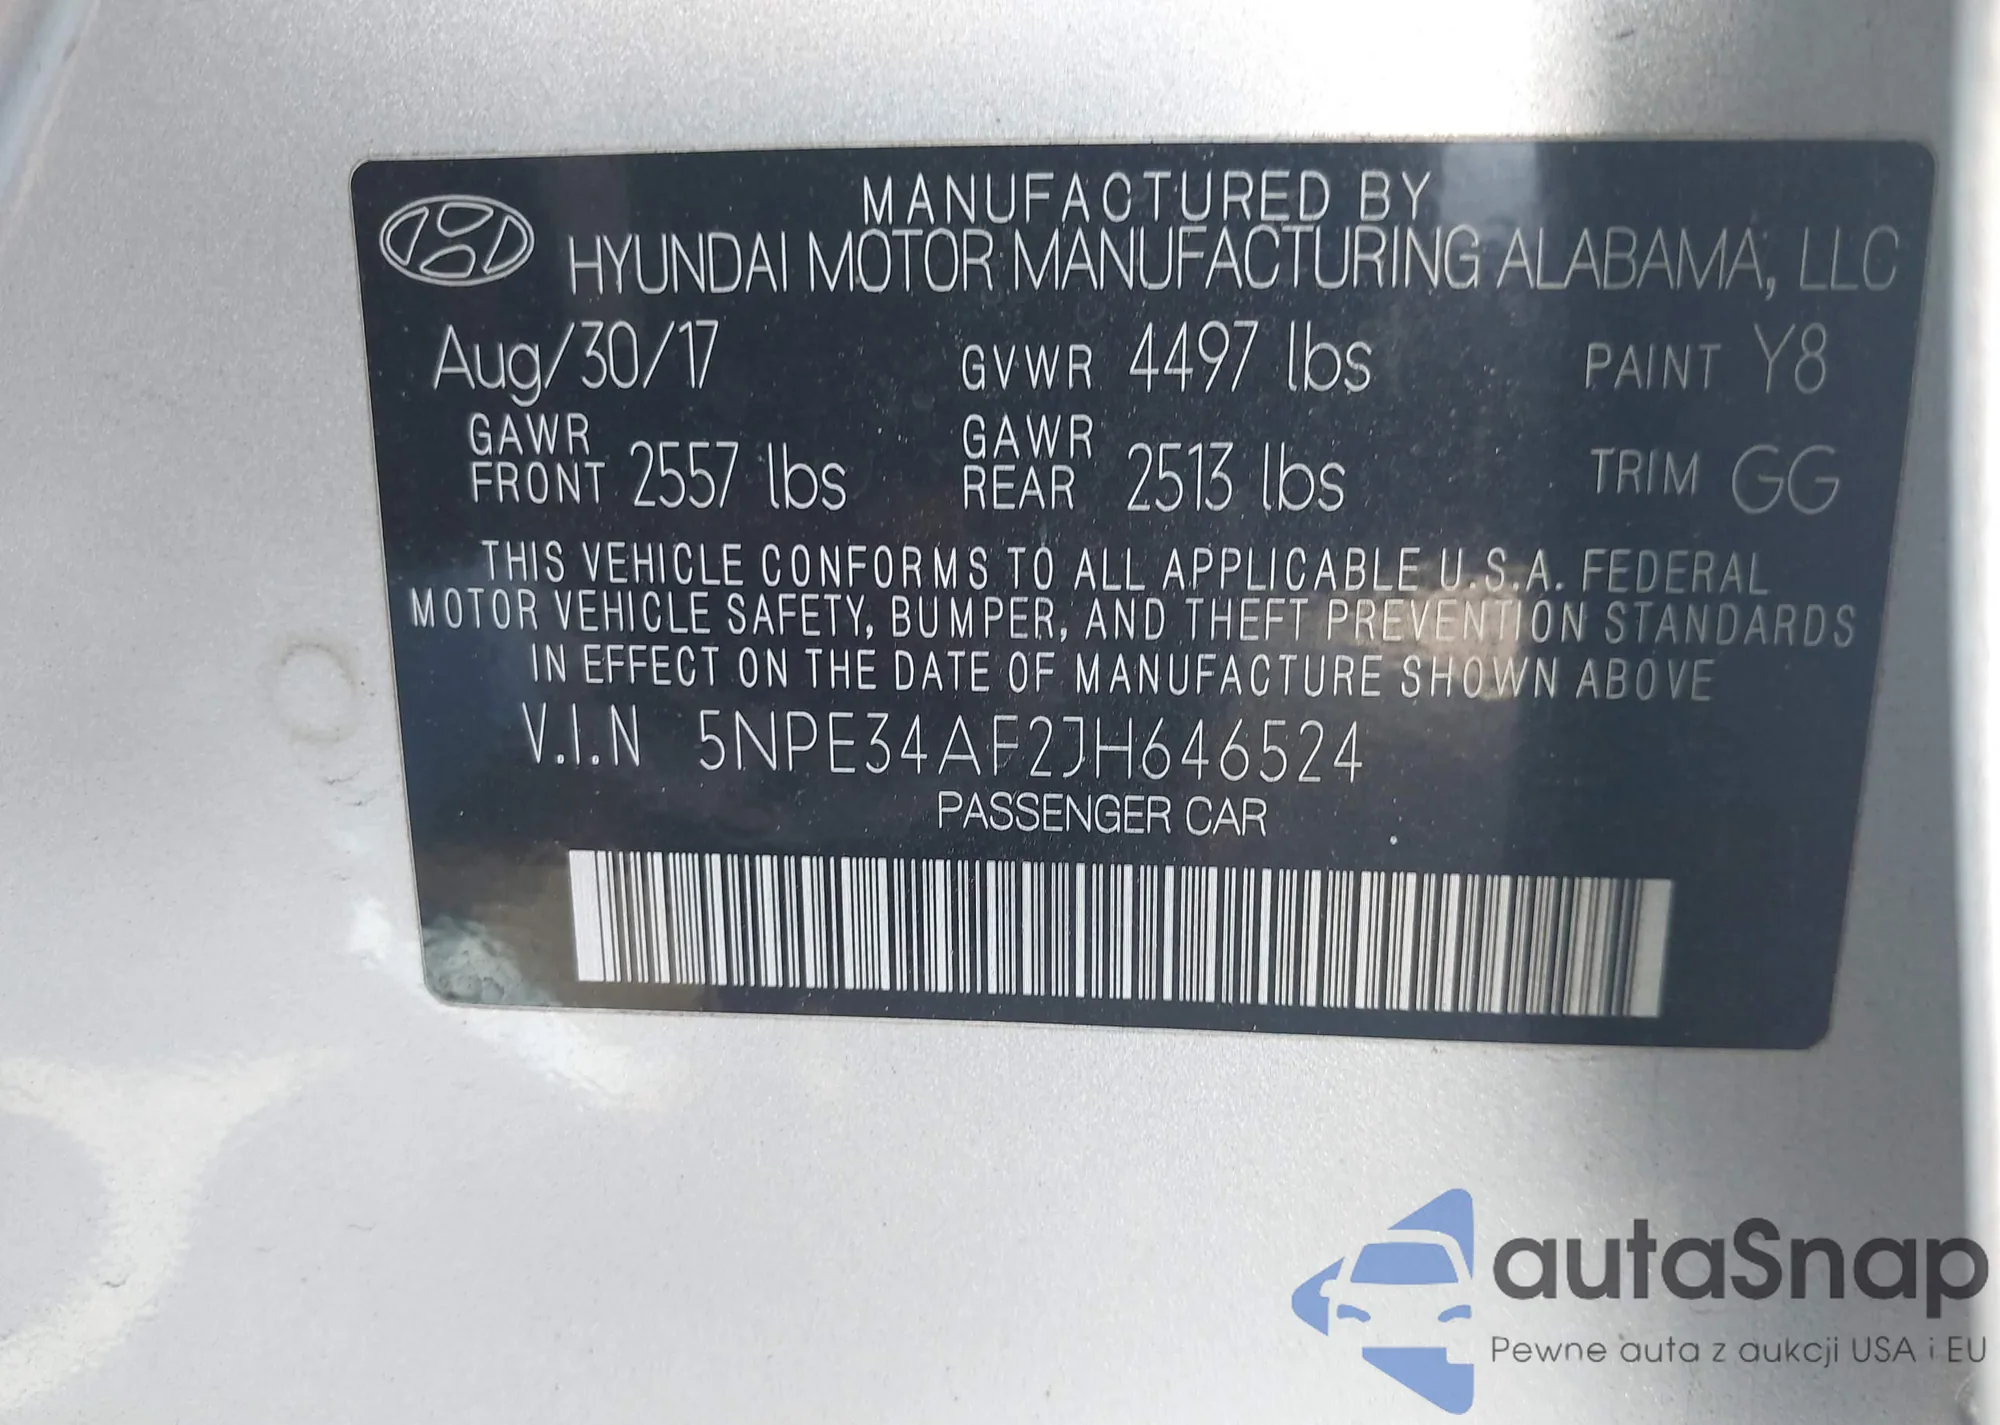 MANUFACTURED BY
HYUNDAI MOTOR MANUFACTURING ALABAMA, LLC
Aug/30/17 GVWR 4497 lbs PAINT Y8
GAWR FRONT 2557 lbs GAWR REAR 2513 lbs TRIM GG
THIS VEHICLE CONFORMS TO ALL APPLICABLE U.S.A. FEDERAL
MOTOR VEHICLE SAFETY, BUMPER, AND THEFT PREVENTION STANDARDS
IN EFFECT ON THE DATE OF MANUFACTURE SHOWN ABOVE
V.I.N 5NPE34AF2JH646524
PASSENGER CAR
autaSnap
Pewne auta z aukcji USA i EU